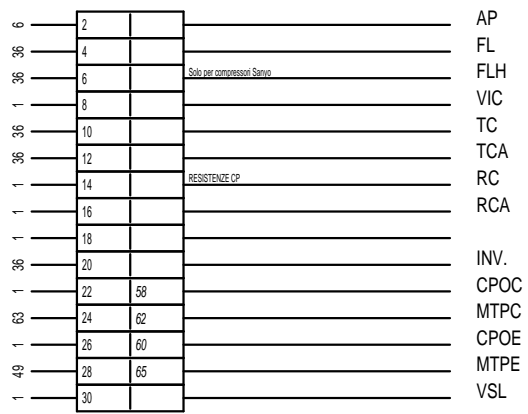 6 2 AP
36 4 FL
36 6 Solo per compressori Sanyo FLH
1 8 VIC
36 10 TC
36 12 TCA
1 14 RESISTENZE CP RC
1 16 RCA
1 18
36 20 INV.
1 22 58 CPOC
63 24 62 MTPC
1 26 60 CPOE
49 28 65 MTPE
1 30 VSL